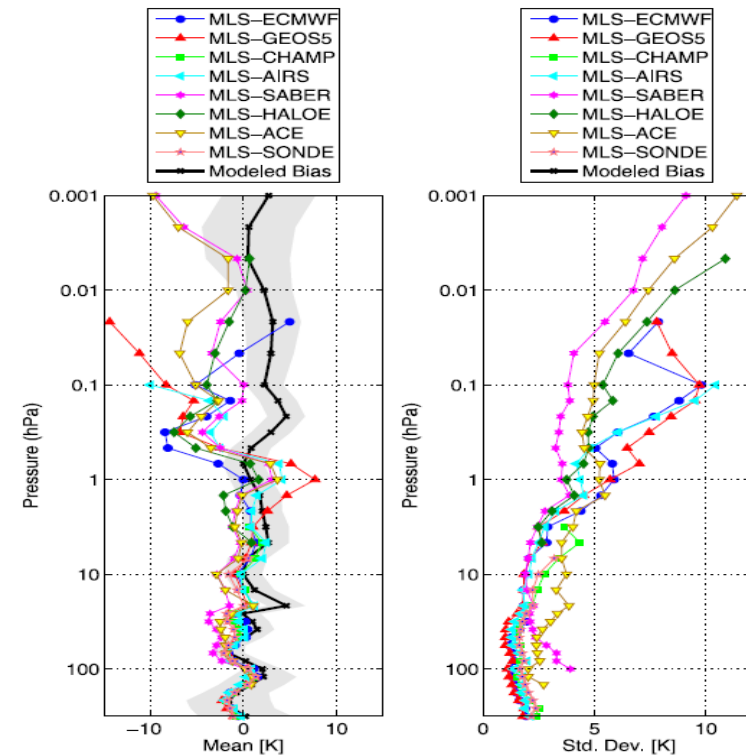 MLS−ECMWF
MLS−GEOS5
MLS−CHAMP
MLS−AIRS
MLS−SABER
MLS−HALOE
MLS−ACE
MLS−SONDE
Modeled Bias
MLS−ECMWF
MLS−GEOS5
MLS−CHAMP
MLS−AIRS
MLS−SABER
MLS−HALOE
MLS−ACE
MLS−SONDE
0.001
0.01
0.1
1
10
100
Pressure (hPa)
−10 0 10
Mean [K]
0.001
0.01
0.1
1
10
100
Pressure (hPa)
0 5 10
Std. Dev. [K]